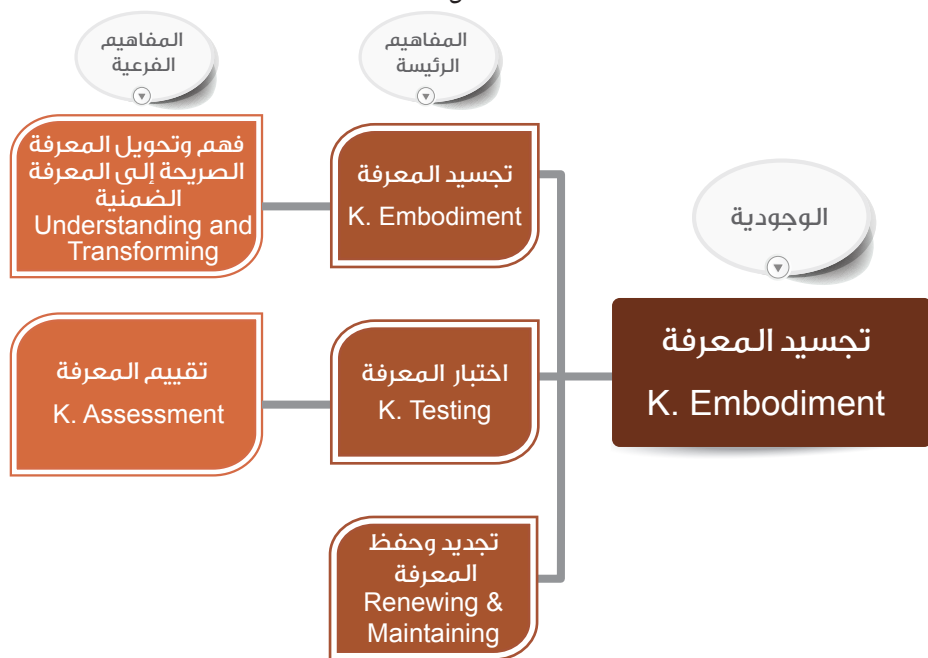 المفاهيم
الفرعية
المفاهيم
الرئيسة
الوجودية
تجسيد المعرفة
K. Embodiment
تجسيد المعرفة
K. Embodiment
فهم وتحويل المعرفة
الصريحة إلى المعرفة
الضمنية
Understanding and
Transforming
اختبار المعرفة
K. Testing
تقييم المعرفة
K. Assessment
تجديد وحفظ
المعرفة
Renewing &
Maintaining